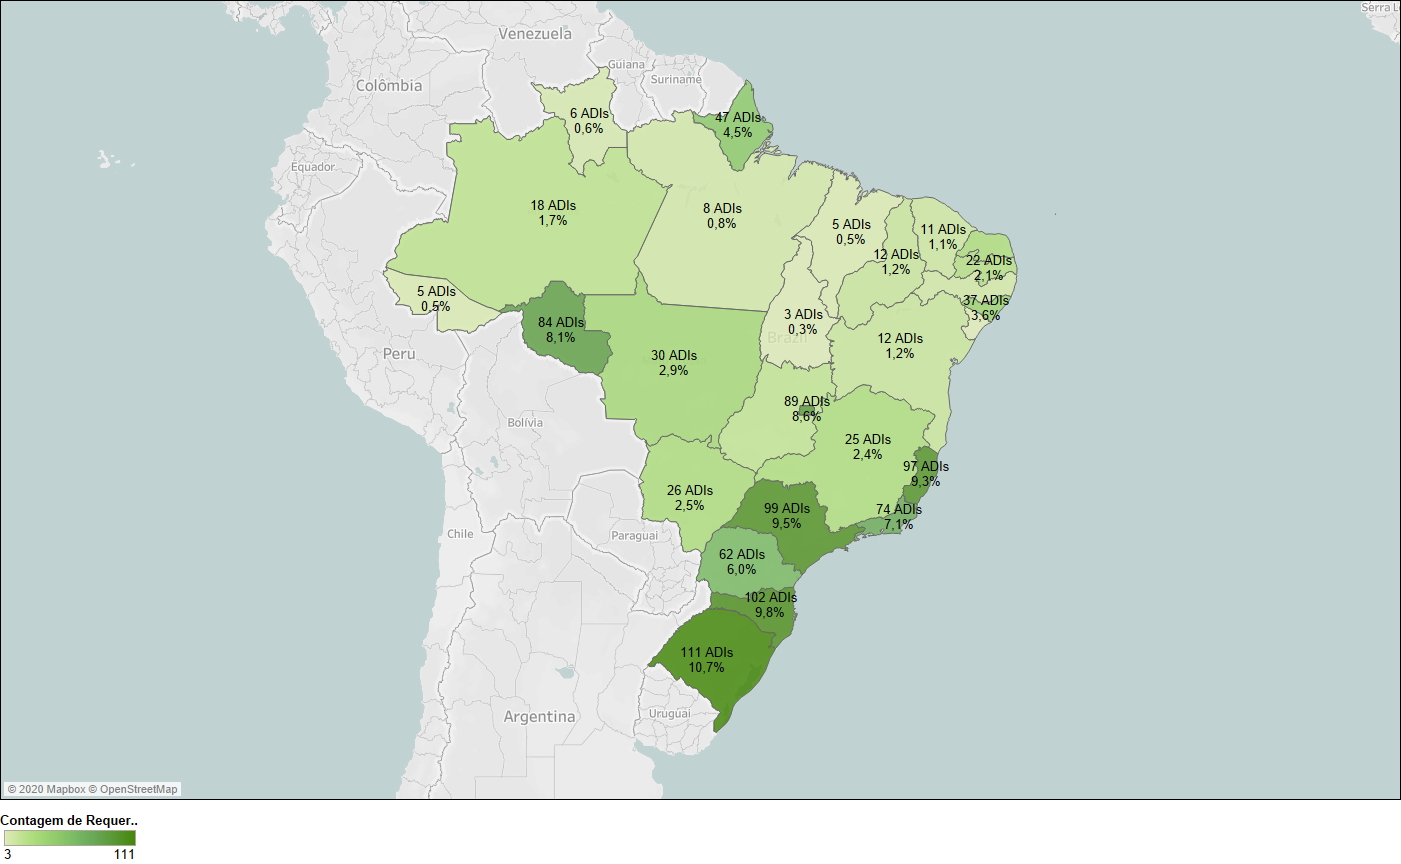 Serra L
Venezuela
Guiana
Suriname
Colômbia
6 ADIs
0,6%
47 ADIs
4,5%
Equador
18 ADIs
1,7%
8 ADIs
0,8%
5 ADIs
0,5%
11 ADIs
1,1%
12 ADIs
1,2%
22 ADIs
2,1%
5 ADIs
0,5%
37 ADIs
3,6%
3 ADIs
0,3%
84 ADIs
8,1%
Brazil
12 ADIs
1,2%
Peru
30 ADIs
2,9%
89 ADIs
8,6%
Bolívia
25 ADIs
2,4%
97 ADIs
9,3%
26 ADIs
2,5%
99 ADIs
9,5%
74 ADIs
7,1%
Chile
Paraguai
62 ADIs
6,0%
102 ADIs
9,8%
111 ADIs
10,7%
Argentina
Uruguai
© 2020 Mapbox © OpenStreetMap
Contagem de Requer..
3 111